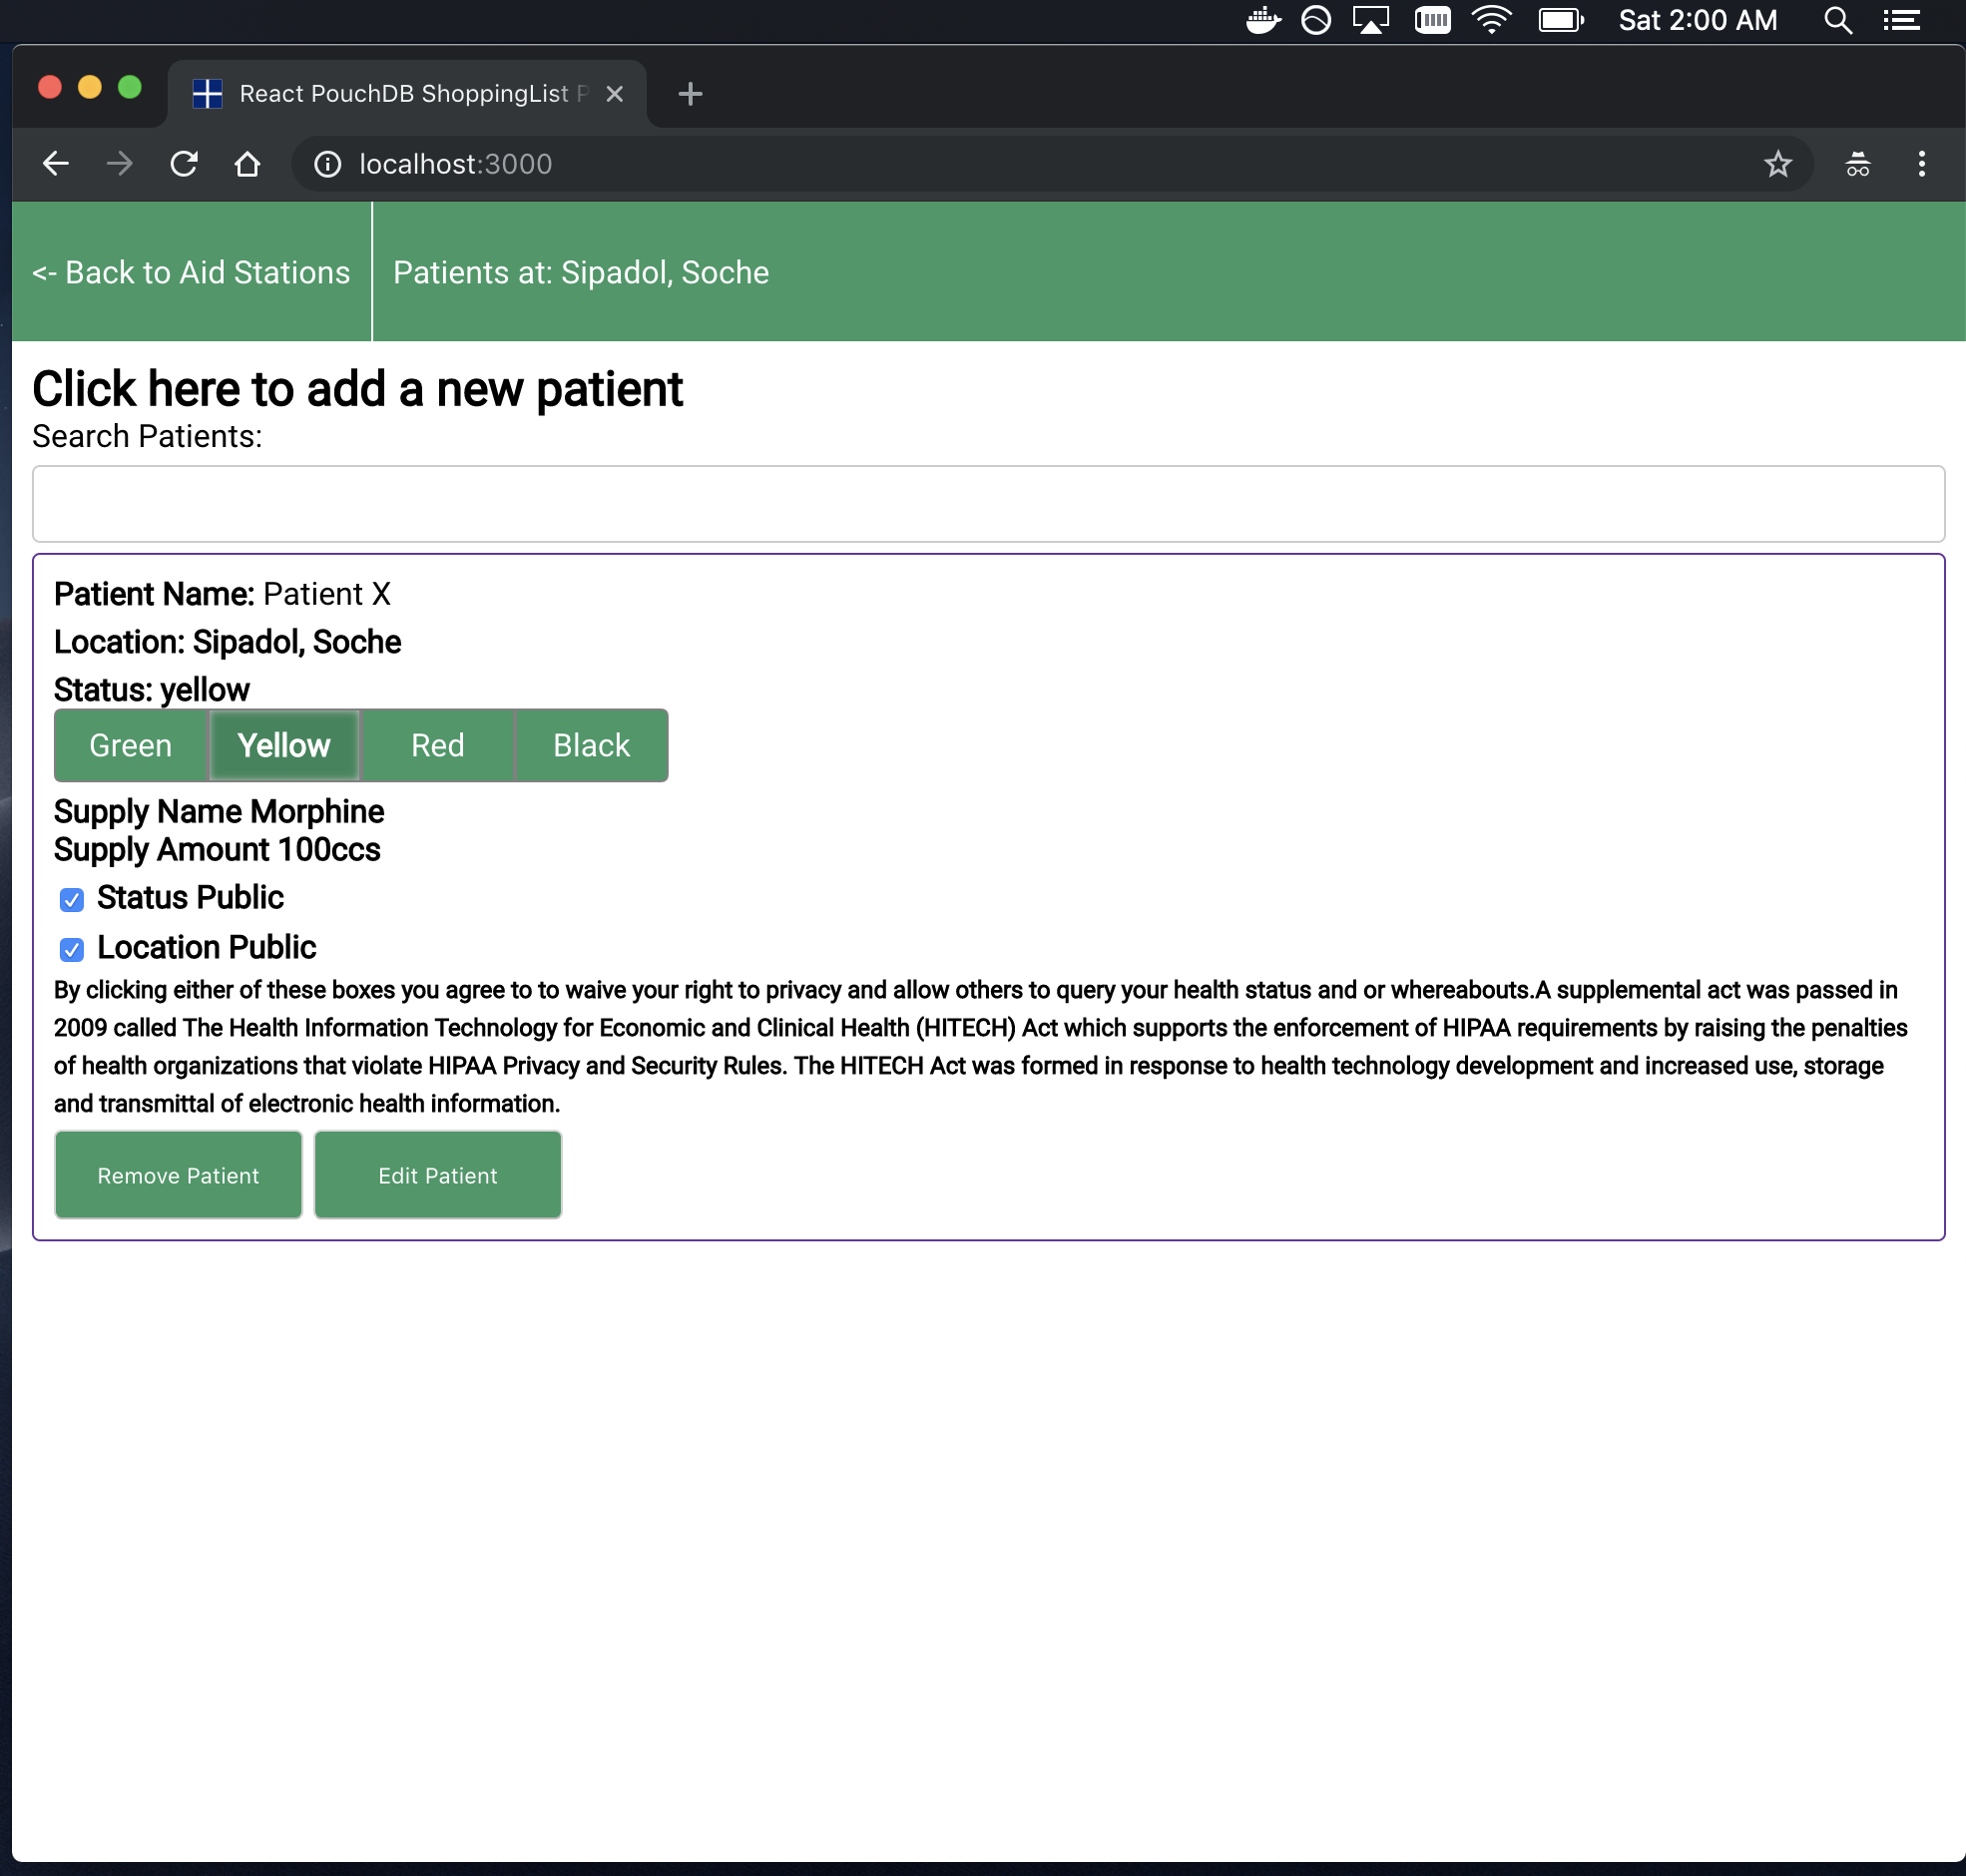 Sat 2:00 AM
React PouchDB ShoppingList P
localhost:3000
<- Back to Aid Stations
Patients at: Sipadol, Soche
Click here to add a new patient
Search Patients:
Patient Name: Patient X
Location: Sipadol, Soche
Status: yellow
Green Yellow Red Black
Supply Name Morphine
Supply Amount 100ccs
Status Public
Location Public
By clicking either of these boxes you agree to to waive your right to privacy and allow others to query your health status and or whereabouts.A supplemental act was passed in
2009 called The Health Information Technology for Economic and Clinical Health (HITECH) Act which supports the enforcement of HIPAA requirements by raising the penalties
of health organizations that violate HIPAA Privacy and Security Rules. The HITECH Act was formed in response to health technology development and increased use, storage
and transmittal of electronic health information.
Remove Patient Edit Patient